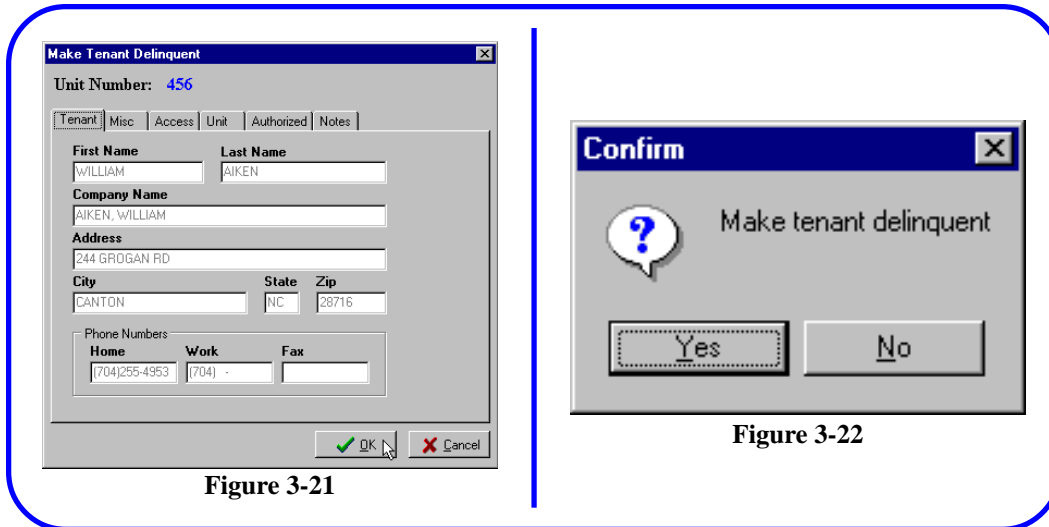 Make Tenant Delinquent
Unit Number: 456
Tenant Misc Access Unit Authorized Notes
First Name Last Name
WILLIAM AIKEN
Company Name
AIKEN, WILLIAM
Address
244 GROGAN RD
City State Zip
CANTON NC 28716
Phone Numbers
Home Work Fax
(704)255-4953 (704) -
OK Cancel
Figure 3-21
Confirm
Make tenant delinquent
Yes No
Figure 3-22